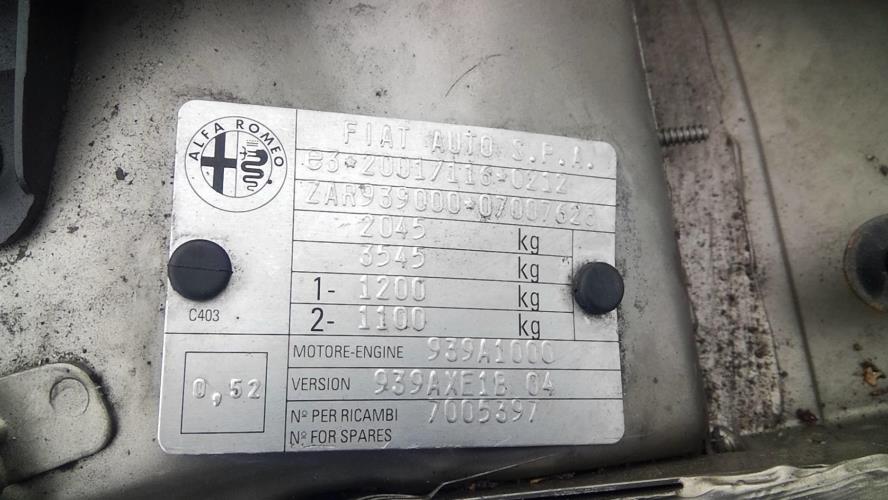 ALFA ROMEO
FIAT AUTO S.P.A.
e3*2001/116*0212
ZAR939000*07007623
2045 kg
3545 kg
1- 1200 kg
2- 1100 kg
C403
MOTORE-ENGINE 939A1000
VERSION 939AXE1B 04
0,52
Nº PER RICAMBI 7005397
Nº FOR SPARES